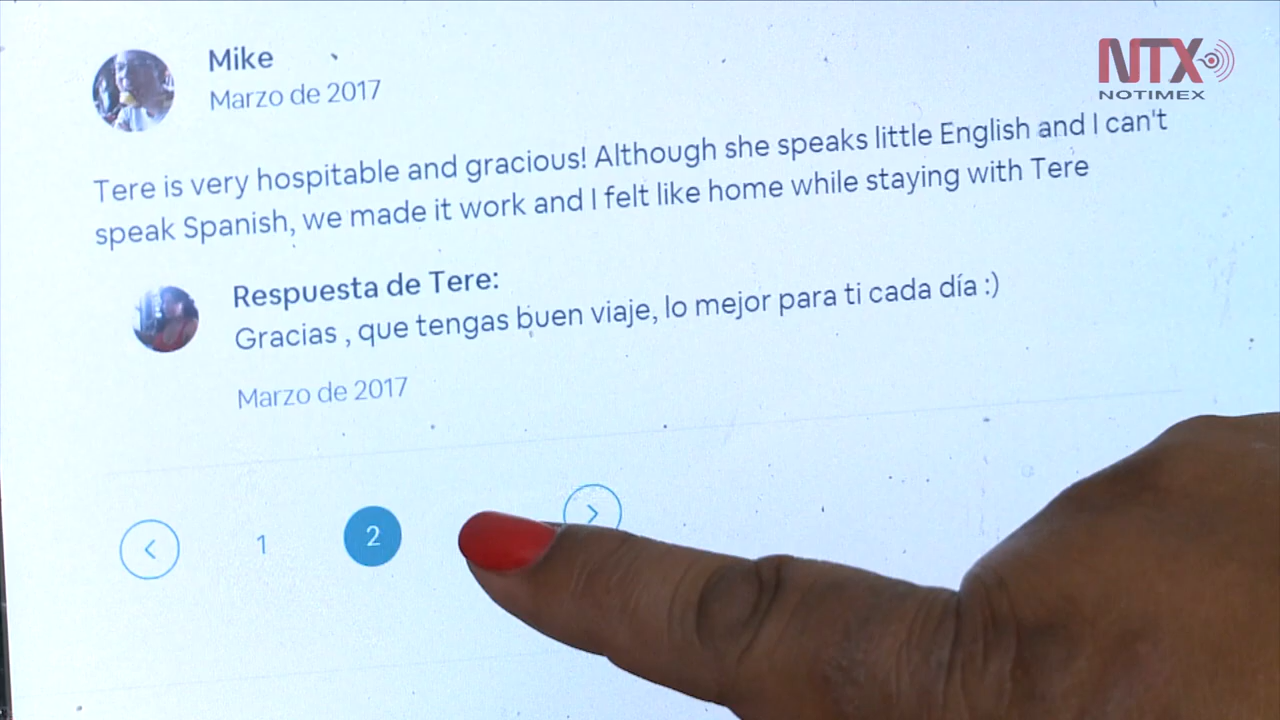 Mike
Marzo de 2017
NTX
NOTIMEX
Tere is very hospitable and gracious! Although she speaks little English and I can't
speak Spanish, we made it work and I felt like home while staying with Tere
Respuesta de Tere:
Gracias , que tengas buen viaje, lo mejor para ti cada día :)
Marzo de 2017
1 2